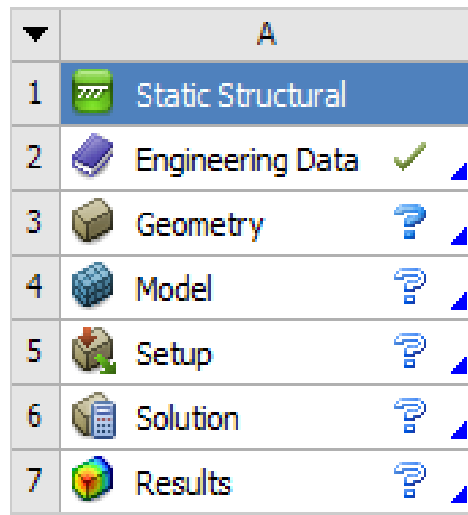 A
1 Static Structural
2 Engineering Data
3 Geometry ?
4 Model ?
5 Setup ?
6 Solution ?
7 Results ?